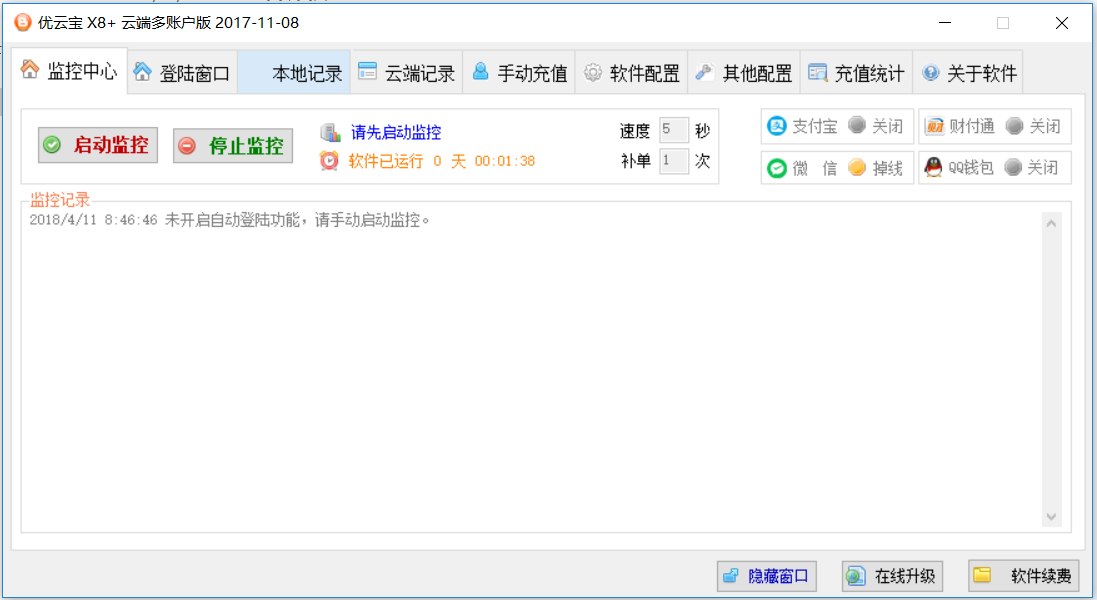 优云宝 X8+ 云端多账户版 2017-11-08
监控中心 登陆窗口 本地记录 云端记录 手动充值 软件配置 其他配置 充值统计 关于软件
启动监控 停止监控 请先启动监控 速度 5 秒 支付宝 关闭 财付通 关闭
软件已运行 0 天 00:01:38 补单 1 次 微 信 掉线 QQ钱包 关闭
监控记录
2018/4/11 8:46:46 未开启自动登陆功能，请手动启动监控。
隐藏窗口 在线升级 软件续费